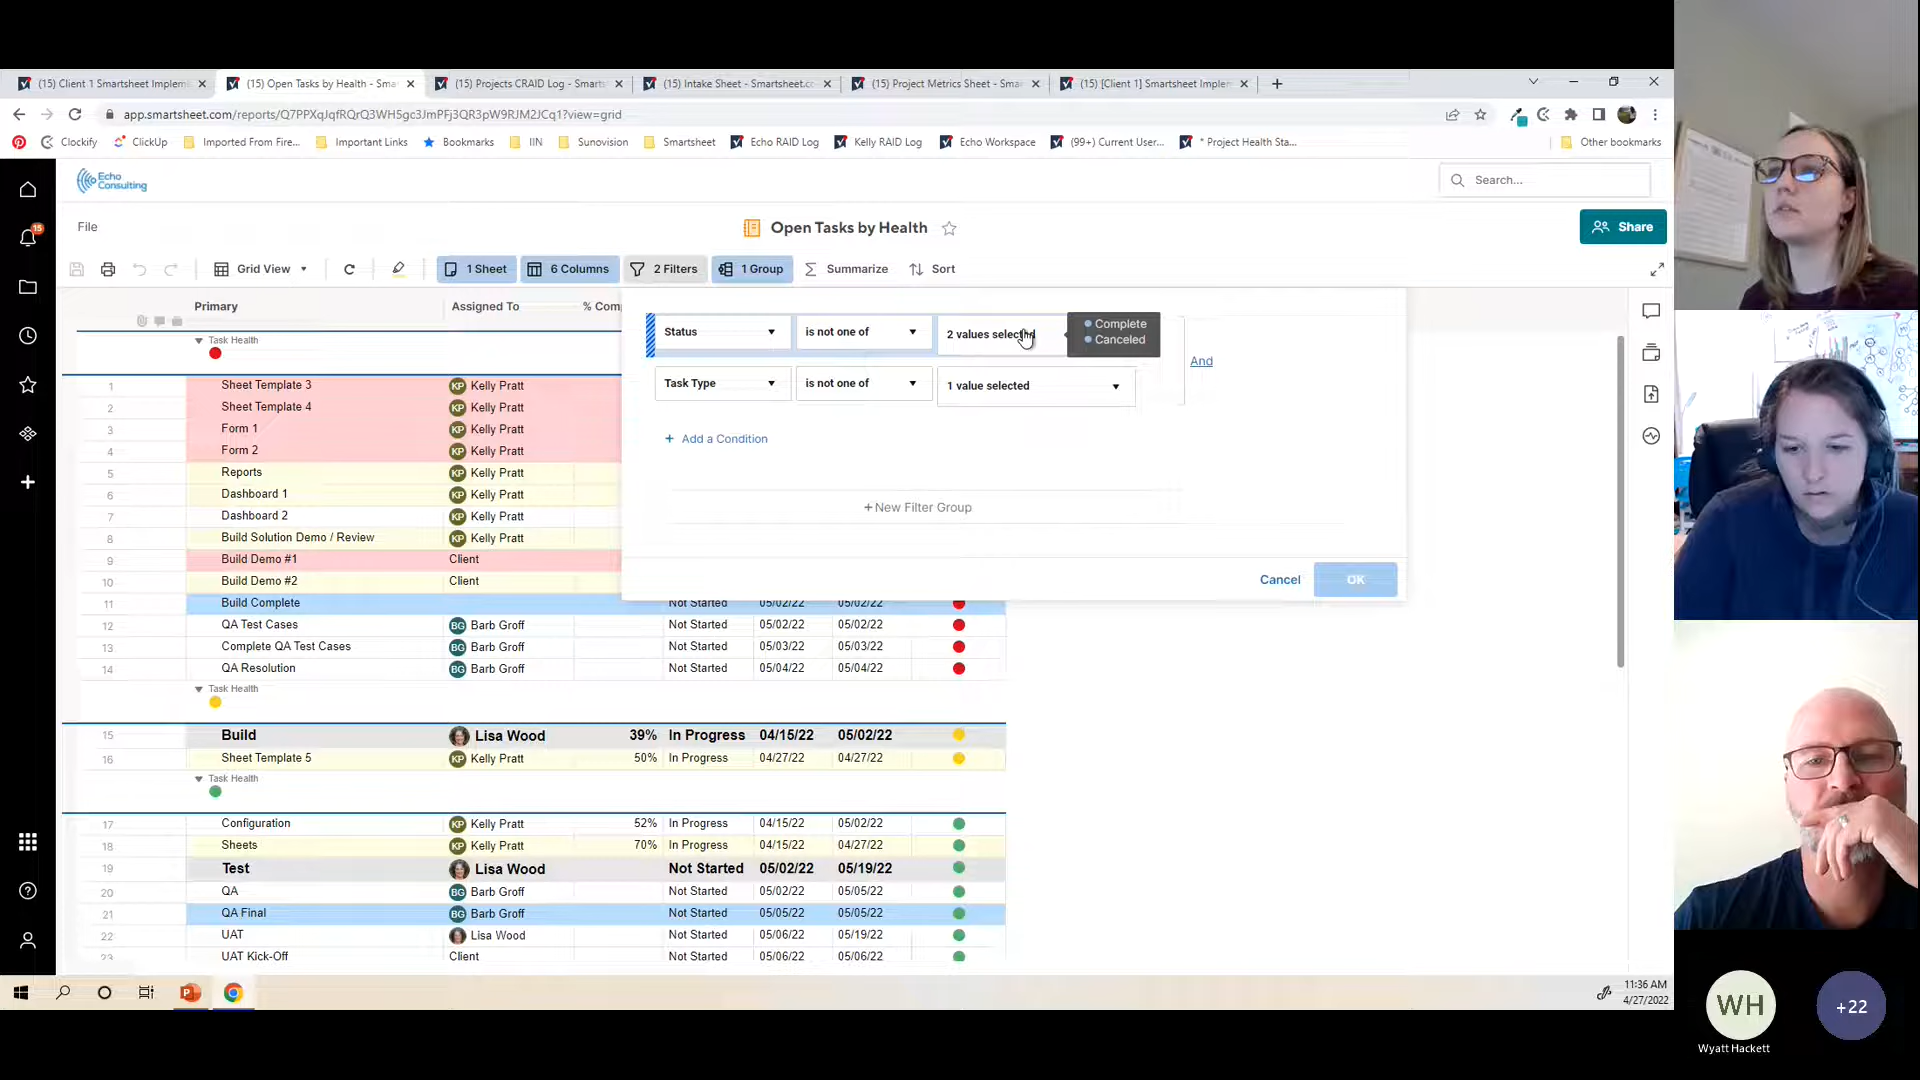 (15) Client 1 Smartsheet Implem
(15) Open Tasks by Health - Sma
(15) Projects CRAID Log - Smarts
(15) Intake Sheet - Smartsheet.co
(15) Project Metrics Sheet - Sma
(15) [Client 1] Smartsheet Implem
app.smartsheet.com/reports/Q7PPXqJqfRQrQ3WH5gc3JmPFj3QR3pW9RJM2JCq1?view=grid
Clockify
ClickUp
Imported From Fire...
Important Links
Bookmarks
IIN
Sunovision
Smartsheet
Echo RAID Log
Kelly RAID Log
Echo Workspace
(99+) Current User...
* Project Health Sta...
Other bookmarks
Echo
Consulting
Search...
15
File
Open Tasks by Health
Share
Grid View
1 Sheet
6 Columns
2 Filters
1 Group
Summarize
Sort
Primary
Assigned To
% Com
Status
is not one of
2 values selected
Complete
Canceled
And
Task Type
is not one of
1 value selected
+ Add a Condition
+ New Filter Group
Cancel
OK
Task Health
1 Sheet Template 3 KP Kelly Pratt
2 Sheet Template 4 KP Kelly Pratt
3 Form 1 KP Kelly Pratt
4 Form 2 KP Kelly Pratt
5 Reports KP Kelly Pratt
6 Dashboard 1 KP Kelly Pratt
7 Dashboard 2 KP Kelly Pratt
8 Build Solution Demo / Review KP Kelly Pratt
9 Build Demo #1 Client
10 Build Demo #2 Client
11 Build Complete Not Started 05/02/22 05/02/22
12 QA Test Cases BG Barb Groff Not Started 05/02/22 05/02/22
13 Complete QA Test Cases BG Barb Groff Not Started 05/03/22 05/03/22
14 QA Resolution BG Barb Groff Not Started 05/04/22 05/04/22
Task Health
15 Build Lisa Wood 39% In Progress 04/15/22 05/02/22
16 Sheet Template 5 KP Kelly Pratt 50% In Progress 04/27/22 04/27/22
Task Health
17 Configuration KP Kelly Pratt 52% In Progress 04/15/22 05/02/22
18 Sheets KP Kelly Pratt 70% In Progress 04/15/22 04/27/22
19 Test Lisa Wood Not Started 05/02/22 05/19/22
20 QA BG Barb Groff Not Started 05/02/22 05/05/22
21 QA Final BG Barb Groff Not Started 05/05/22 05/05/22
22 UAT Lisa Wood Not Started 05/06/22 05/19/22
23 UAT Kick-Off Client Not Started 05/06/22 05/06/22
11:36 AM
4/27/2022
WH
Wyatt Hackett
+22